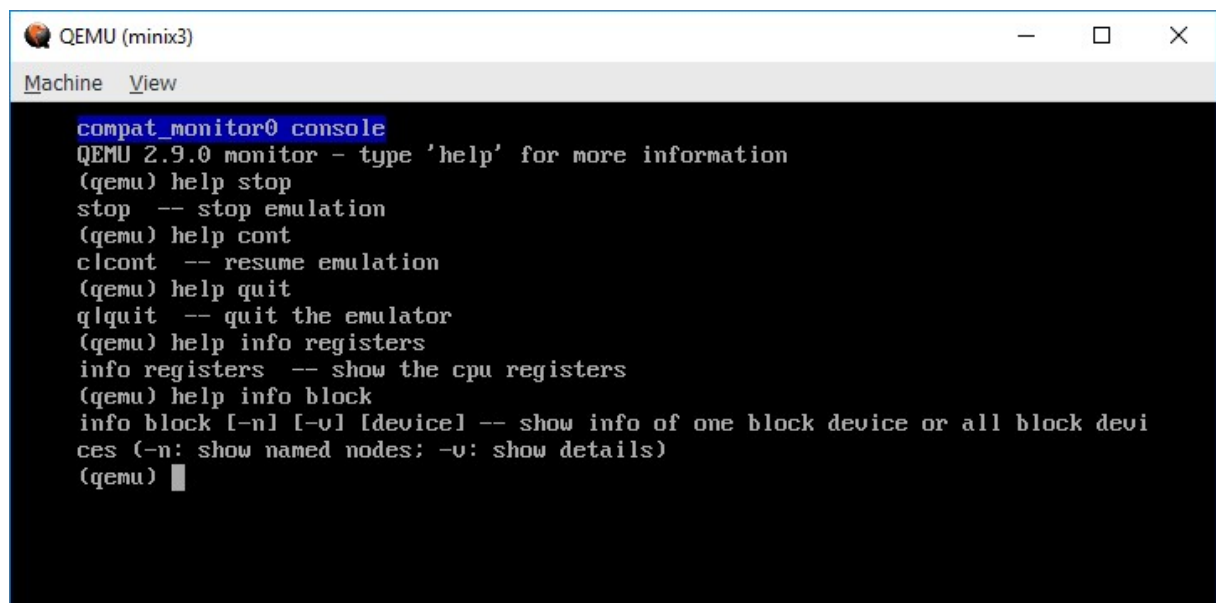 QEMU (minix3)
Machine View
compat_monitor0 console
QEMU 2.9.0 monitor - type 'help' for more information
(qemu) help stop
stop  -- stop emulation
(qemu) help cont
c|cont  -- resume emulation
(qemu) help quit
q|quit  -- quit the emulator
(qemu) help info registers
info registers  -- show the cpu registers
(qemu) help info block
info block [-n] [-v] [device] -- show info of one block device or all block devi
ces (-n: show named nodes; -v: show details)
(qemu)